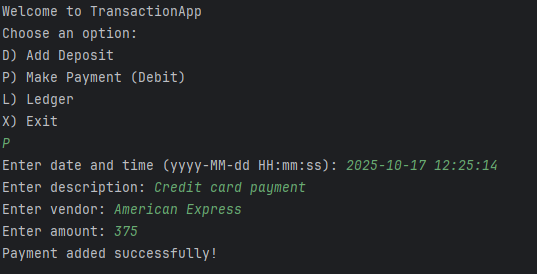 Welcome to TransactionApp
Choose an option:
D) Add Deposit
P) Make Payment (Debit)
L) Ledger
X) Exit
P
Enter date and time (yyyy-MM-dd HH:mm:ss): 2025-10-17 12:25:14
Enter description: Credit card payment
Enter vendor: American Express
Enter amount: 375
Payment added successfully!